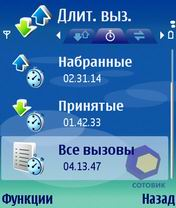 Длит. выз.
Набранные
02.31.14
Принятые
01.42.33
Все вызовы
04.13.47
СОТОВИК
Функции
Назад